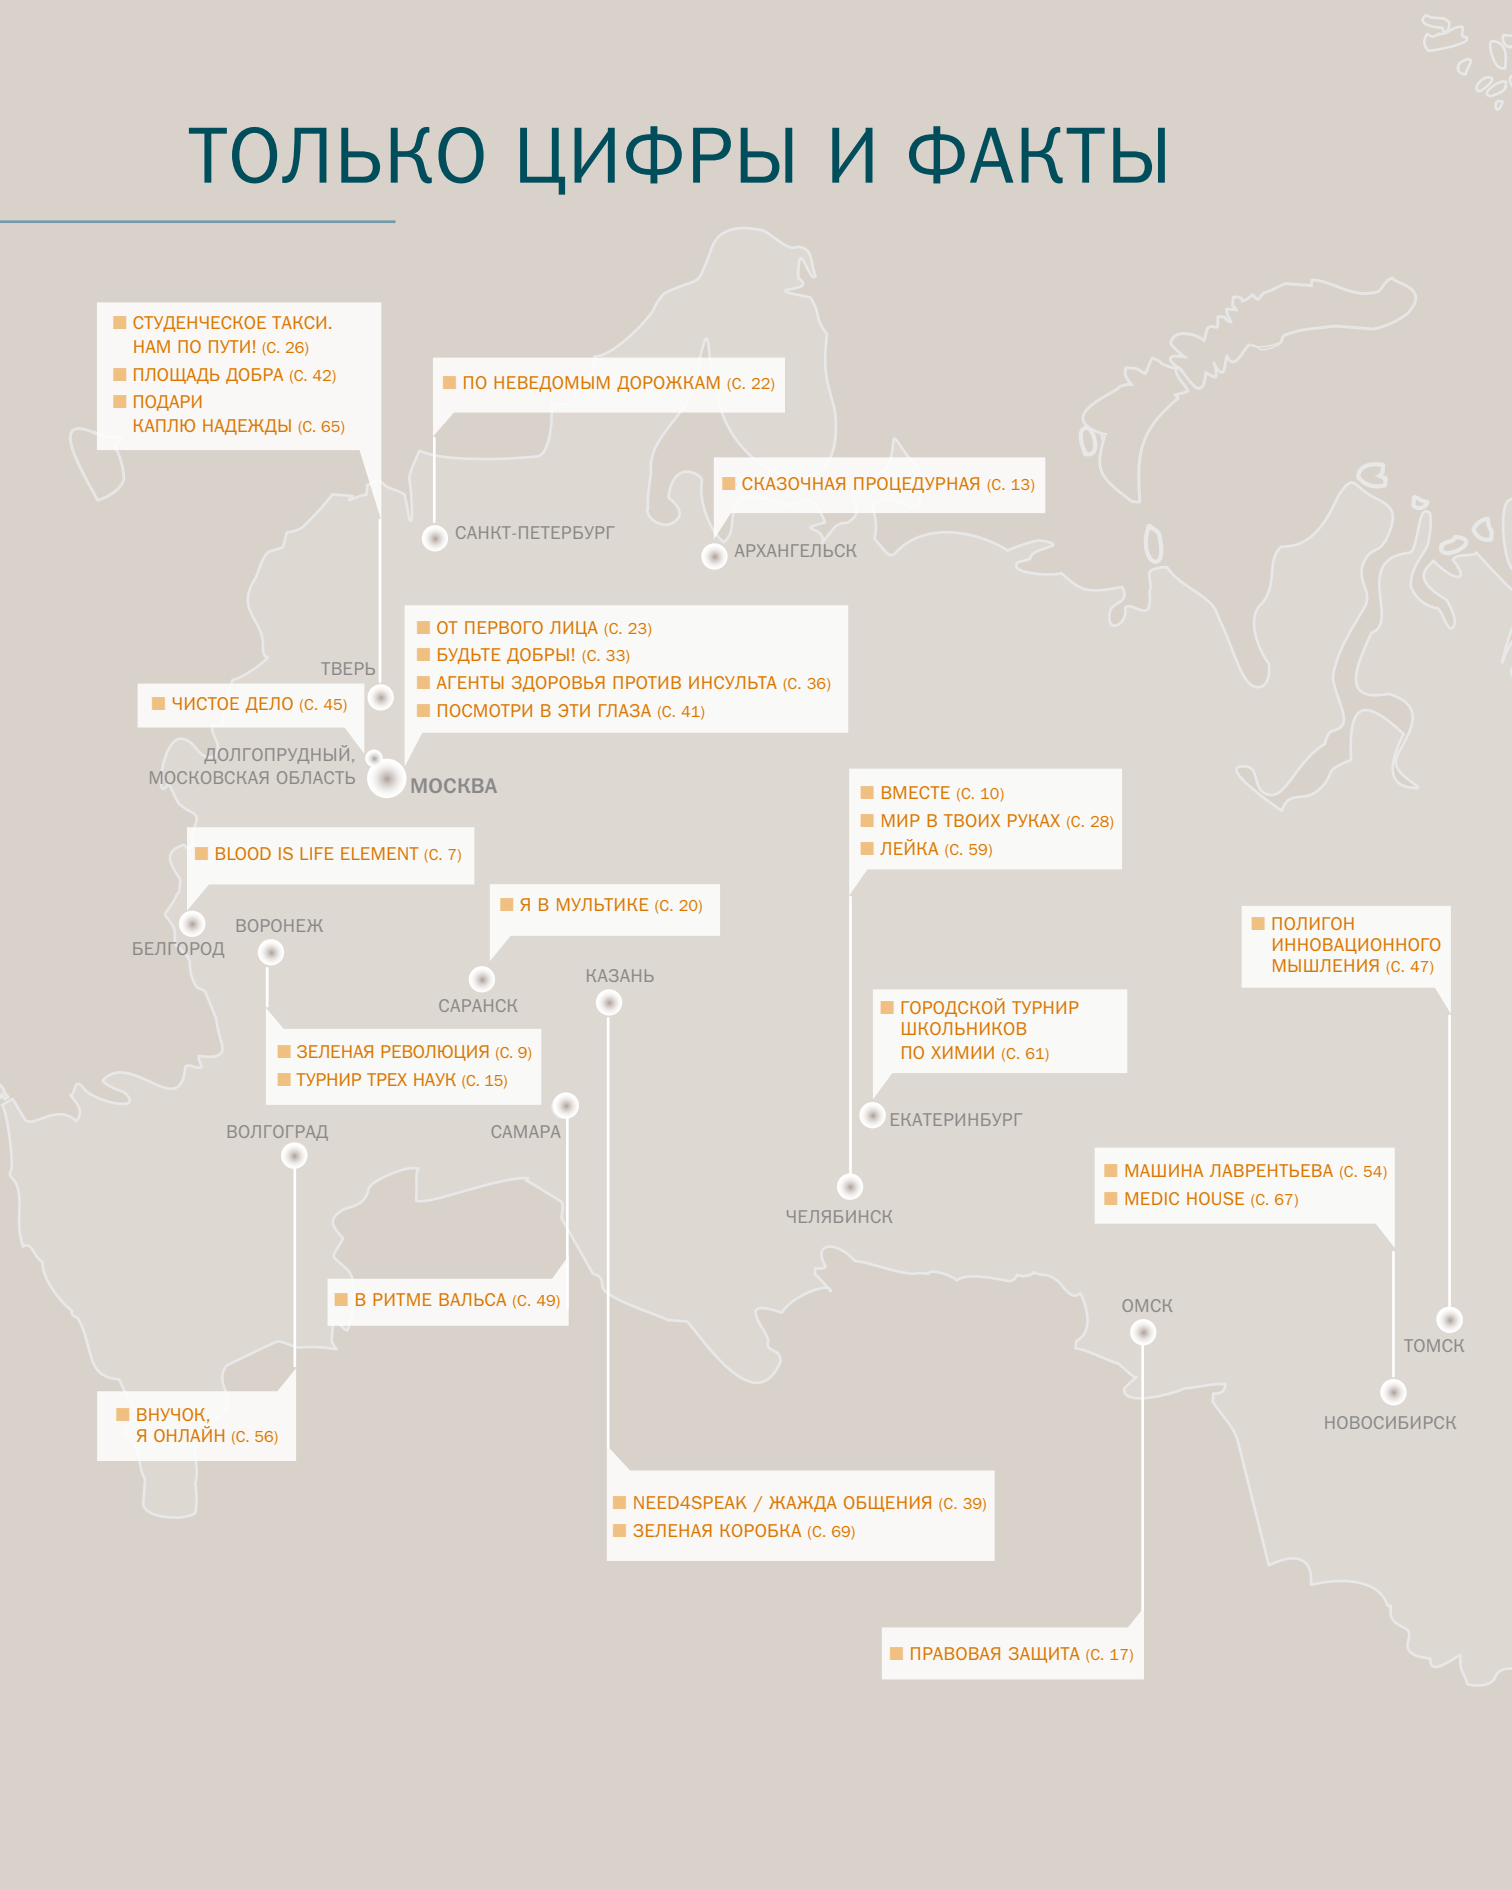 ТОЛЬКО ЦИФРЫ И ФАКТЫ
СТУДЕНЧЕСКОЕ ТАКСИ.
НАМ ПО ПУТИ! (С. 26)
ПЛОЩАДЬ ДОБРА (С. 42)
ПОДАРИ
КАПЛЮ НАДЕЖДЫ (С. 65)
ПО НЕВЕДОМЫМ ДОРОЖКАМ (С. 22)
СКАЗОЧНАЯ ПРОЦЕДУРНАЯ (С. 13)
САНКТ-ПЕТЕРБУРГ
АРХАНГЕЛЬСК
ОТ ПЕРВОГО ЛИЦА (С. 23)
БУДЬТЕ ДОБРЫ! (С. 33)
АГЕНТЫ ЗДОРОВЬЯ ПРОТИВ ИНСУЛЬТА (С. 36)
ПОСМОТРИ В ЭТИ ГЛАЗА (С. 41)
ТВЕРЬ
ЧИСТОЕ ДЕЛО (С. 45)
ДОЛГОПРУДНЫЙ,
МОСКОВСКАЯ ОБЛАСТЬ
МОСКВА
ВМЕСТЕ (С. 10)
МИР В ТВОИХ РУКАХ (С. 28)
ЛЕЙКА (С. 59)
BLOOD IS LIFE ELEMENT (С. 7)
Я В МУЛЬТИКЕ (С. 20)
ПОЛИГОН
ИННОВАЦИОННОГО
МЫШЛЕНИЯ (С. 47)
ВОРОНЕЖ
БЕЛГОРОД
КАЗАНЬ
САРАНСК
ГОРОДСКОЙ ТУРНИР
ШКОЛЬНИКОВ
ПО ХИМИИ (С. 61)
ЗЕЛЕНАЯ РЕВОЛЮЦИЯ (С. 9)
ТУРНИР ТРЕХ НАУК (С. 15)
ЕКАТЕРИНБУРГ
ВОЛГОГРАД
САМАРА
МАШИНА ЛАВРЕНТЬЕВА (С. 54)
MEDIC HOUSE (С. 67)
ЧЕЛЯБИНСК
В РИТМЕ ВАЛЬСА (С. 49)
ОМСК
ТОМСК
ВНУЧОК,
Я ОНЛАЙН (С. 56)
НОВОСИБИРСК
NEED4SPEAK / ЖАЖДА ОБЩЕНИЯ (С. 39)
ЗЕЛЕНАЯ КОРОБКА (С. 69)
ПРАВОВАЯ ЗАЩИТА (С. 17)